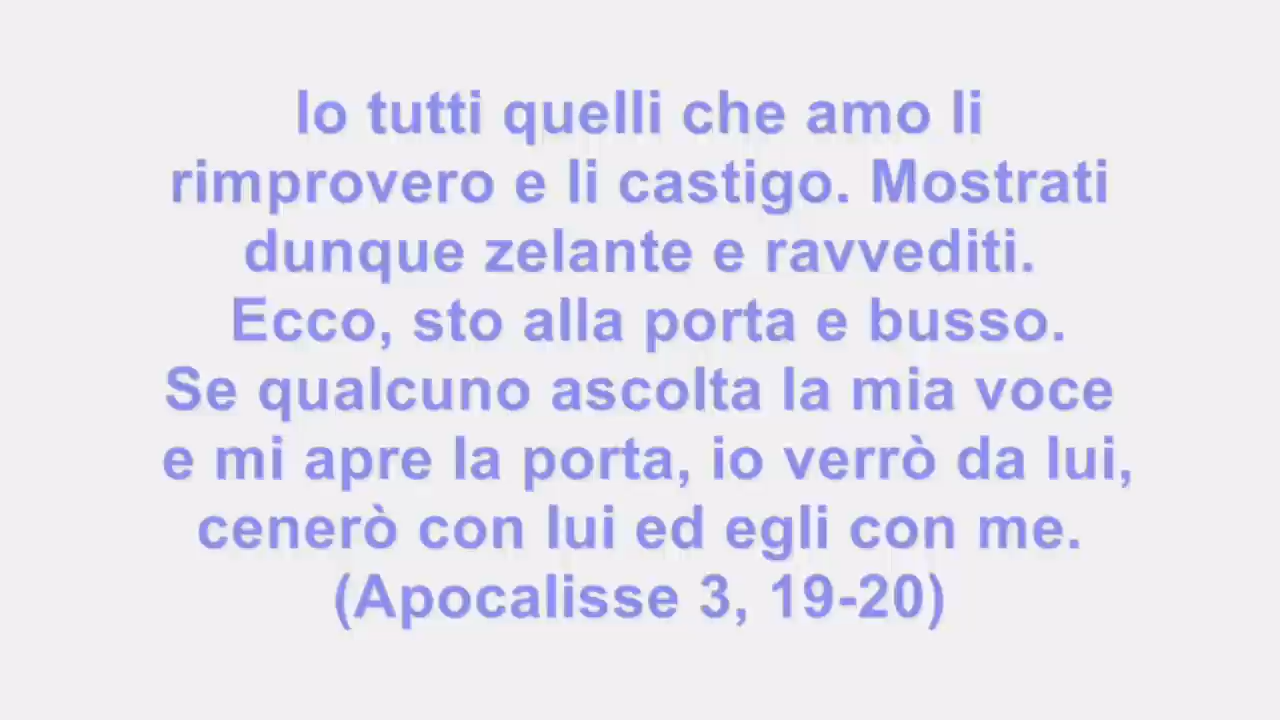 Io tutti quelli che amo li
rimprovero e li castigo. Mostrati
dunque zelante e ravvediti.
Ecco, sto alla porta e busso.
Se qualcuno ascolta la mia voce
e mi apre la porta, io verrò da lui,
cenerò con lui ed egli con me.
(Apocalisse 3, 19-20)